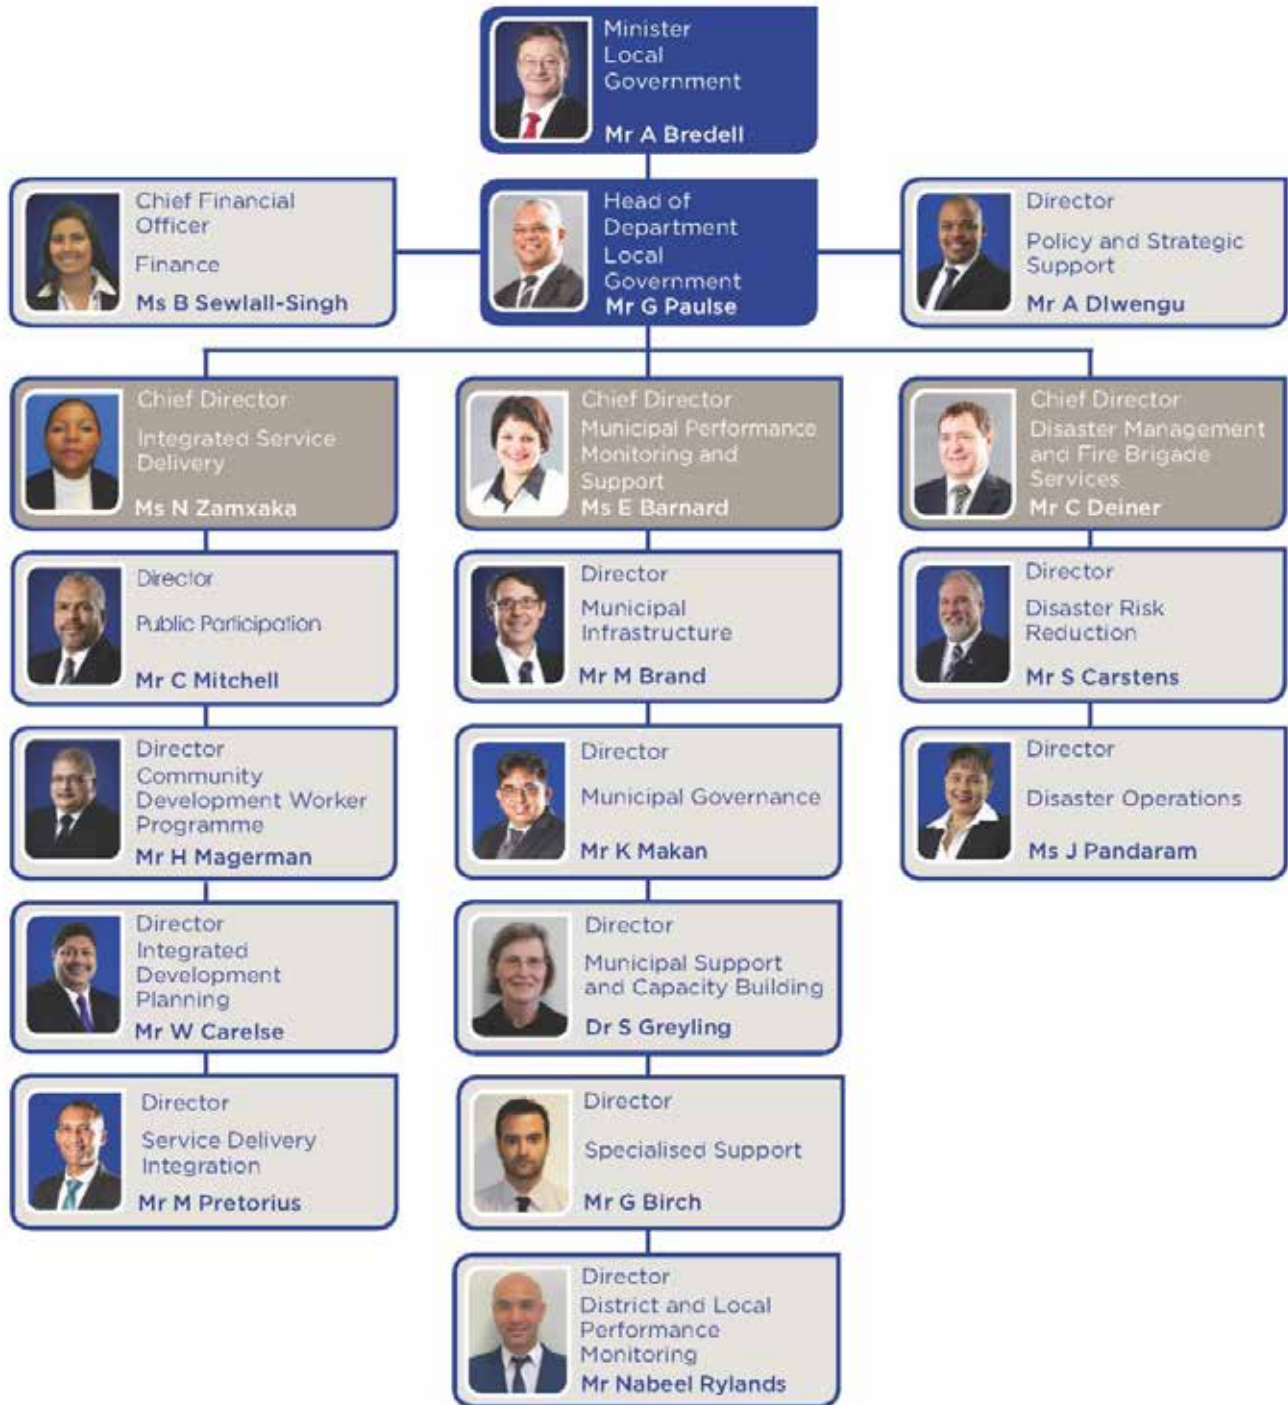 Minister
Local
Government
Mr A Bredell
Chief Financial
Officer
Finance
Ms B Sewlall-Singh
Head of
Department
Local
Government
Mr G Paulse
Director
Policy and Strategic
Support
Mr A Dlwengu
Chief Director
Integrated Service
Delivery
Ms N Zamxaka
Chief Director
Municipal Performance
Monitoring and
Support
Ms E Barnard
Chief Director
Disaster Management
and Fire Brigade
Services
Mr C Deiner
Director
Public Participation
Mr C Mitchell
Director
Municipal
Infrastructure
Mr M Brand
Director
Disaster Risk
Reduction
Mr S Carstens
Director
Community
Development Worker
Programme
Mr H Magerman
Director
Municipal Governance
Mr K Makan
Director
Disaster Operations
Ms J Pandaram
Director
Integrated
Development
Planning
Mr W Carelse
Director
Municipal Support
and Capacity Building
Dr S Greyling
Director
Service Delivery
Integration
Mr M Pretorius
Director
Specialised Support
Mr G Birch
Director
District and Local
Performance
Monitoring
Mr Nabeel Rylands